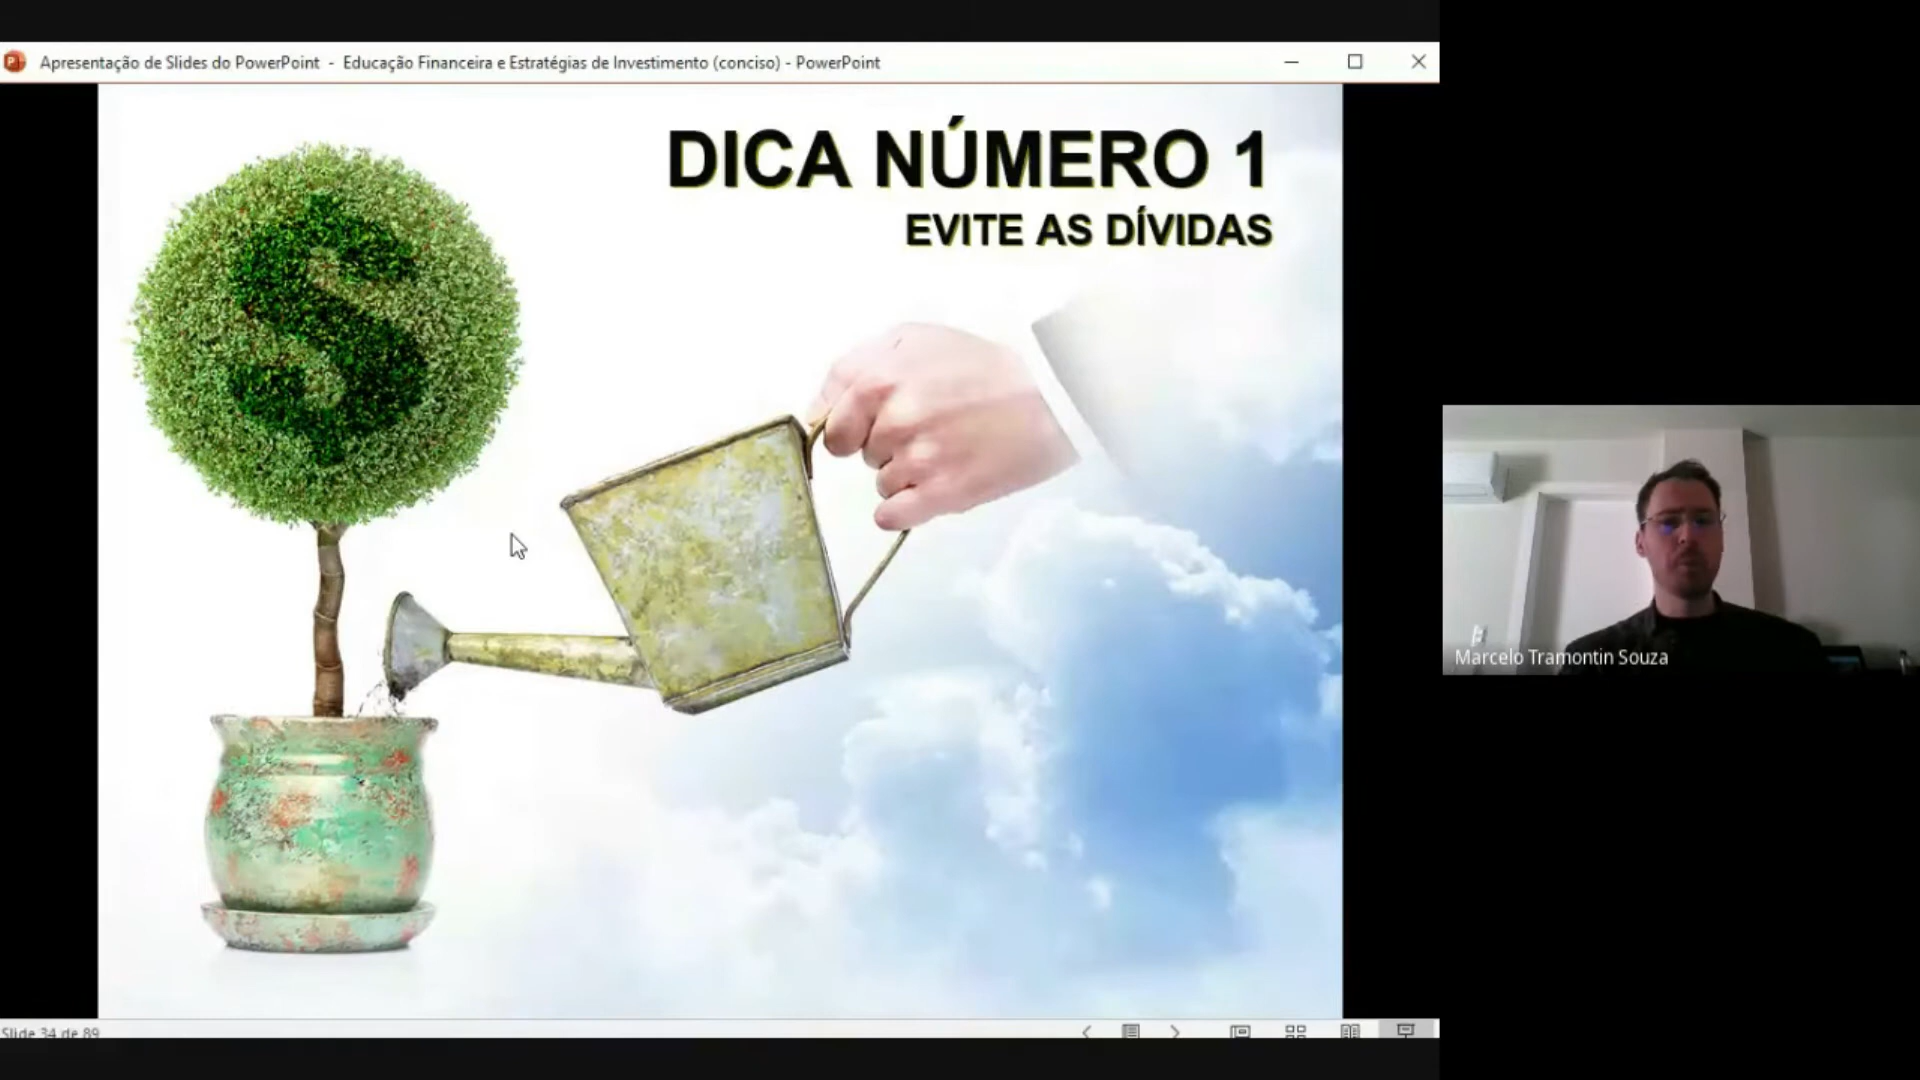 Apresentação de Slides do PowerPoint - Educação Financeira e Estratégias de Investimento (conciso) - PowerPoint
DICA NÚMERO 1
EVITE AS DÍVIDAS
S
Marcelo Tramontin Souza
Slide 34 de 89